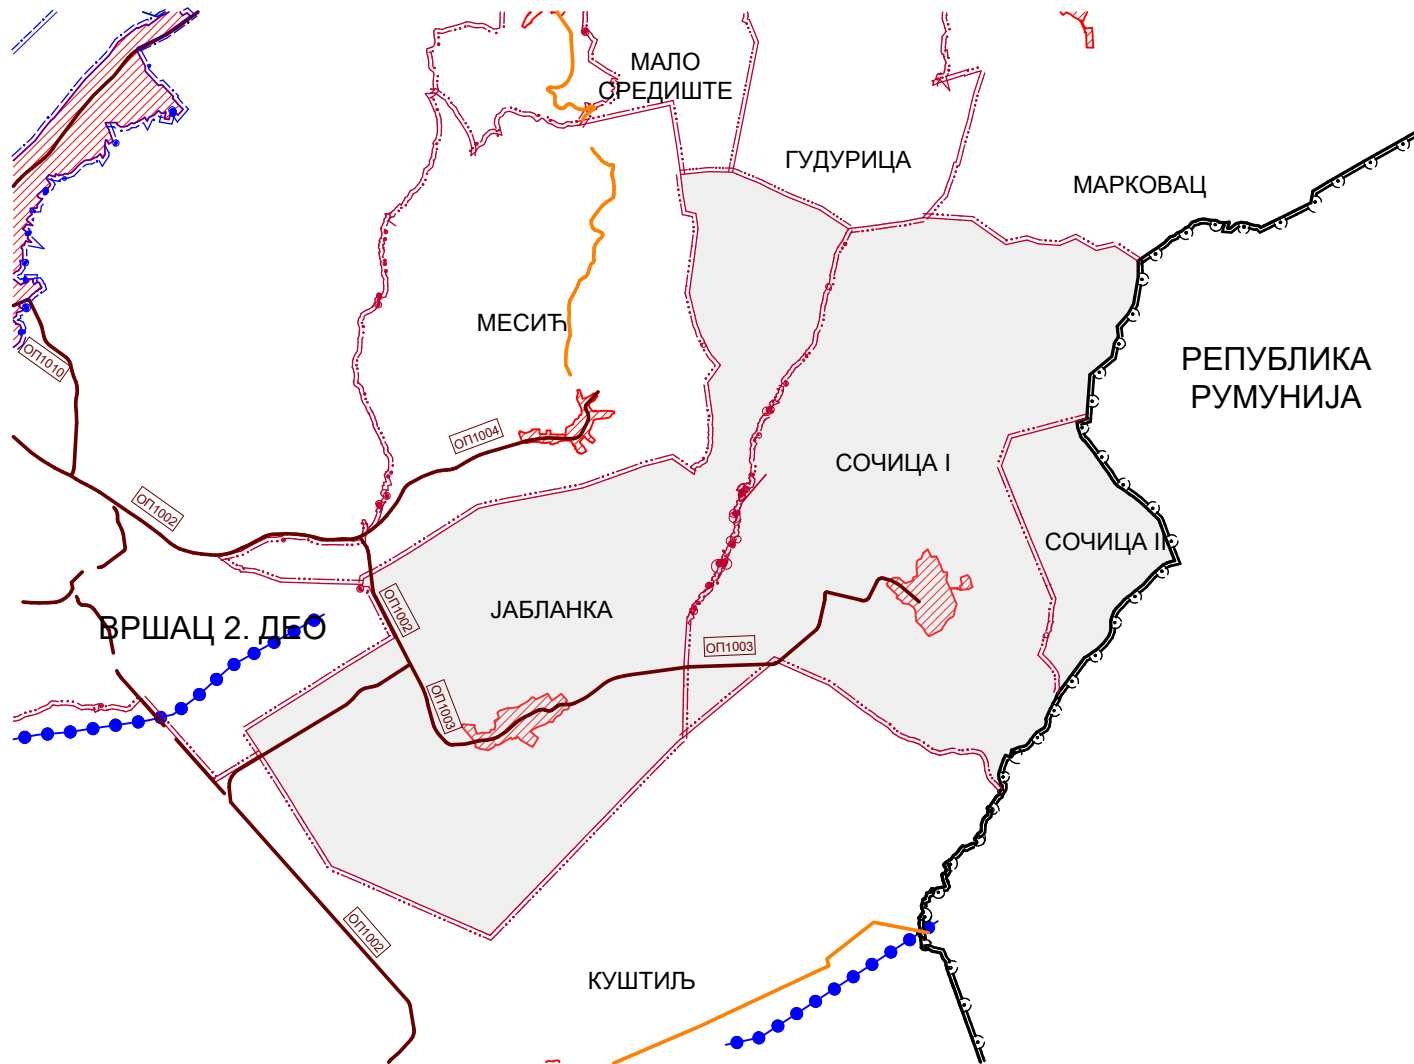 МАЛО
СРЕДИШТЕ
ГУДУРИЦА
МАРКОВАЦ
МЕСИЋ
РЕПУБЛИКА
РУМУНИЈА
ОП1010
ОП1004
СОЧИЦА I
ОП1002
СОЧИЦА II
ЈАБЛАНКА
ОП1002
ВРШАЦ 2. ДЕО
ОП1003
ОП1003
ОП1002
КУШТИЉ